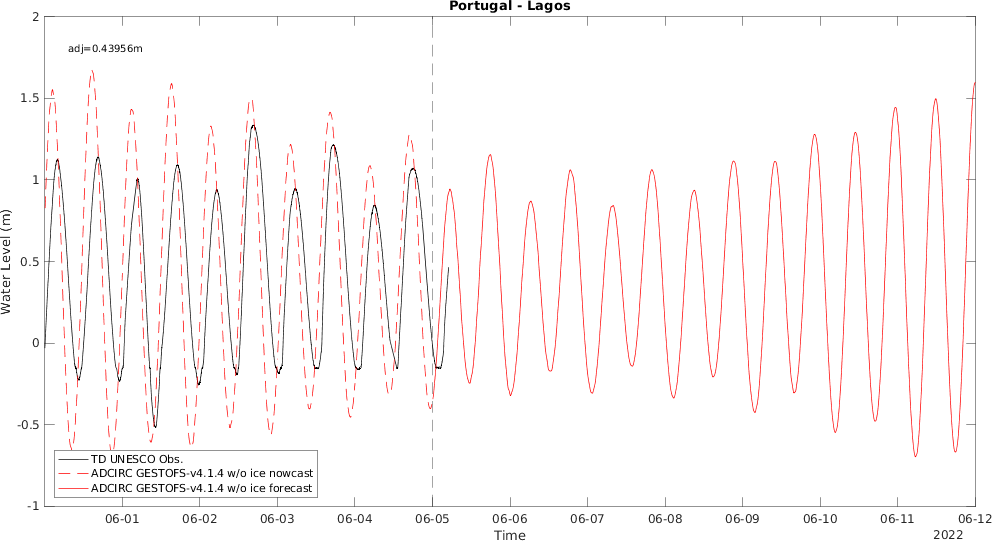 Portugal - Lagos
adj=0.43956m
2
1.5
1
0.5
0
-0.5
-1
Water Level (m)
TD UNESCO Obs.
ADCIRC GESTOFS-v4.1.4 w/o ice nowcast
ADCIRC GESTOFS-v4.1.4 w/o ice forecast
06-01 06-02 06-03 06-04 06-05 06-06 06-07 06-08 06-09 06-10 06-11 06-12
Time
2022